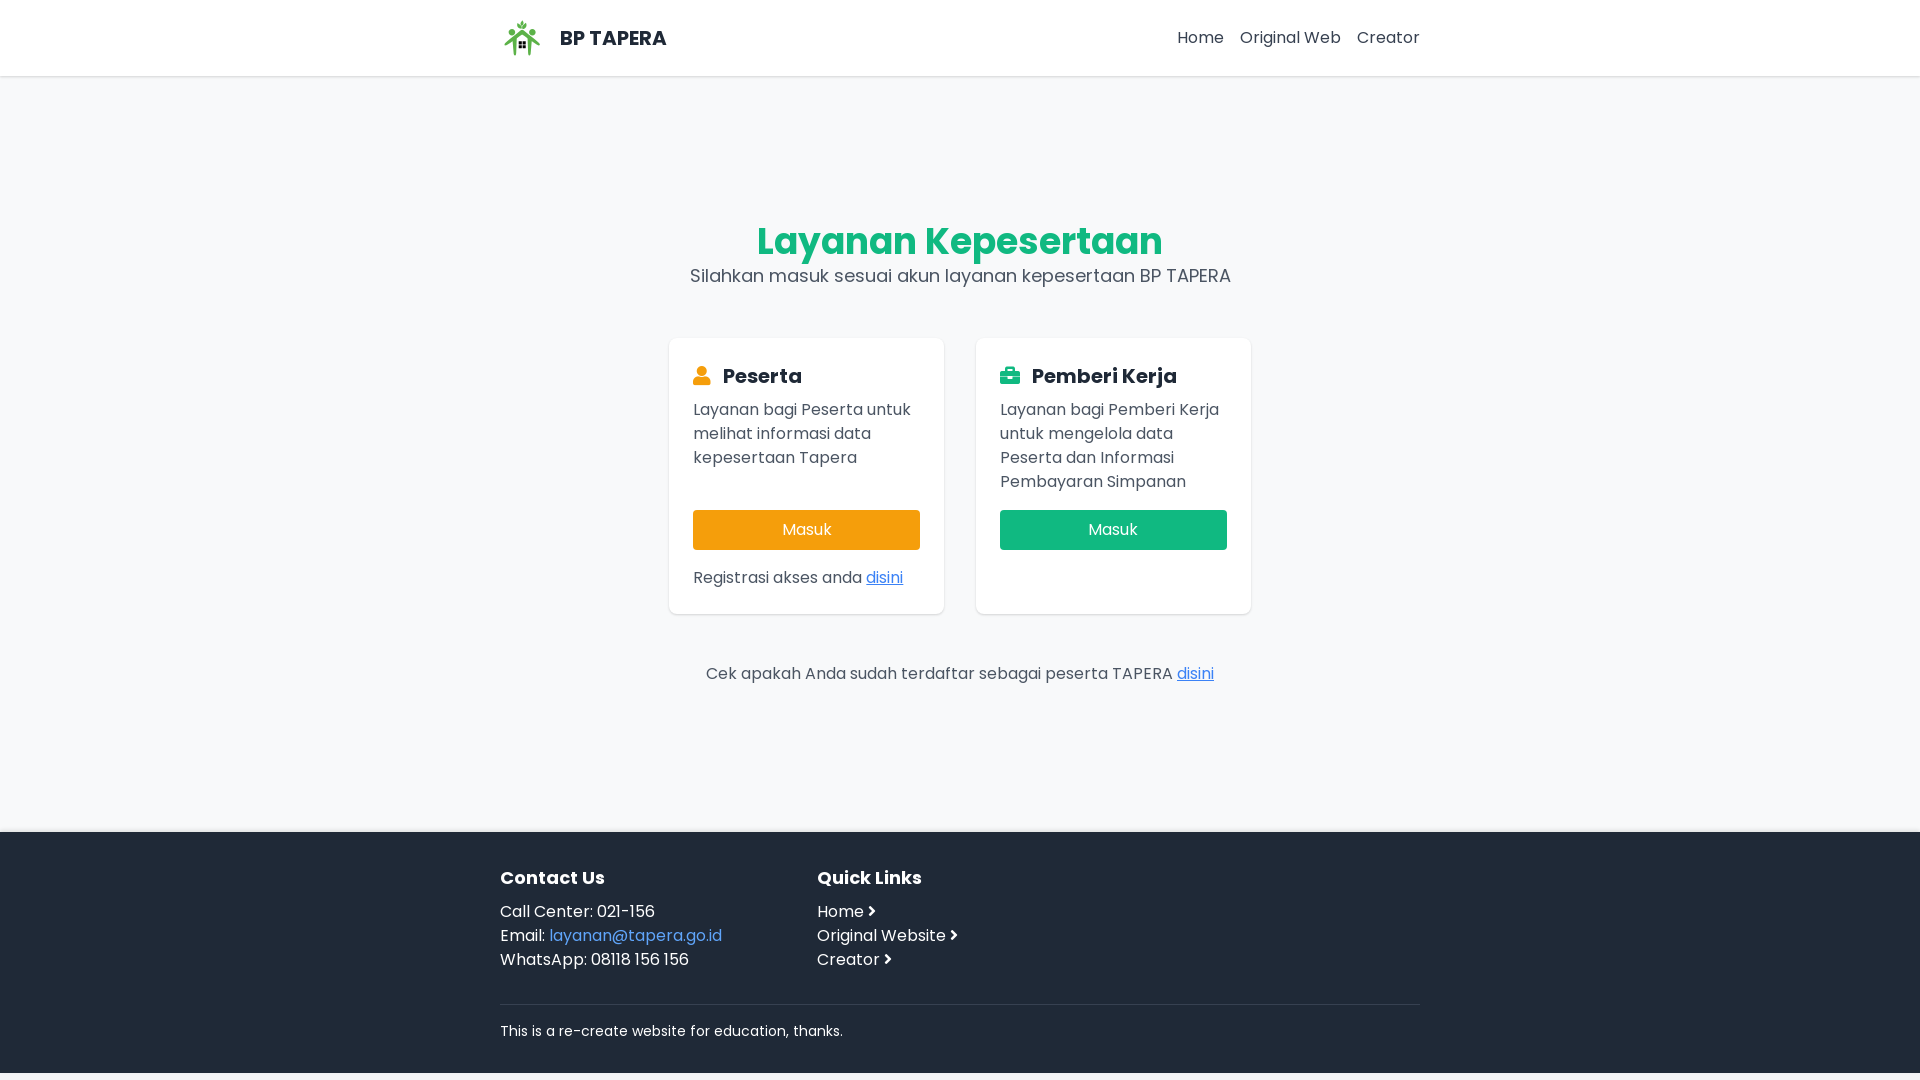 BP TAPERA
Home Original Web Creator
Layanan Kepesertaan
Silahkan masuk sesuai akun layanan kepesertaan BP TAPERA
Peserta
Layanan bagi Peserta untuk
melihat informasi data
kepesertaan Tapera
Masuk
Registrasi akses anda disini
Pemberi Kerja
Layanan bagi Pemberi Kerja
untuk mengelola data
Peserta dan Informasi
Pembayaran Simpanan
Masuk
Cek apakah Anda sudah terdaftar sebagai peserta TAPERA disini
Contact Us
Call Center: 021-156
Email: layanan@tapera.go.id
WhatsApp: 08118 156 156
Quick Links
Home
Original Website
Creator
This is a re-create website for education, thanks.